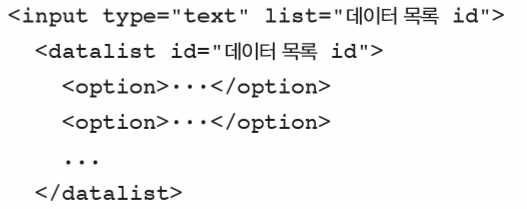 <input type="text" list="데이터 목록 id">
<datalist id="데이터 목록 id">
<option>···</option>
<option>···</option>
...
</datalist>